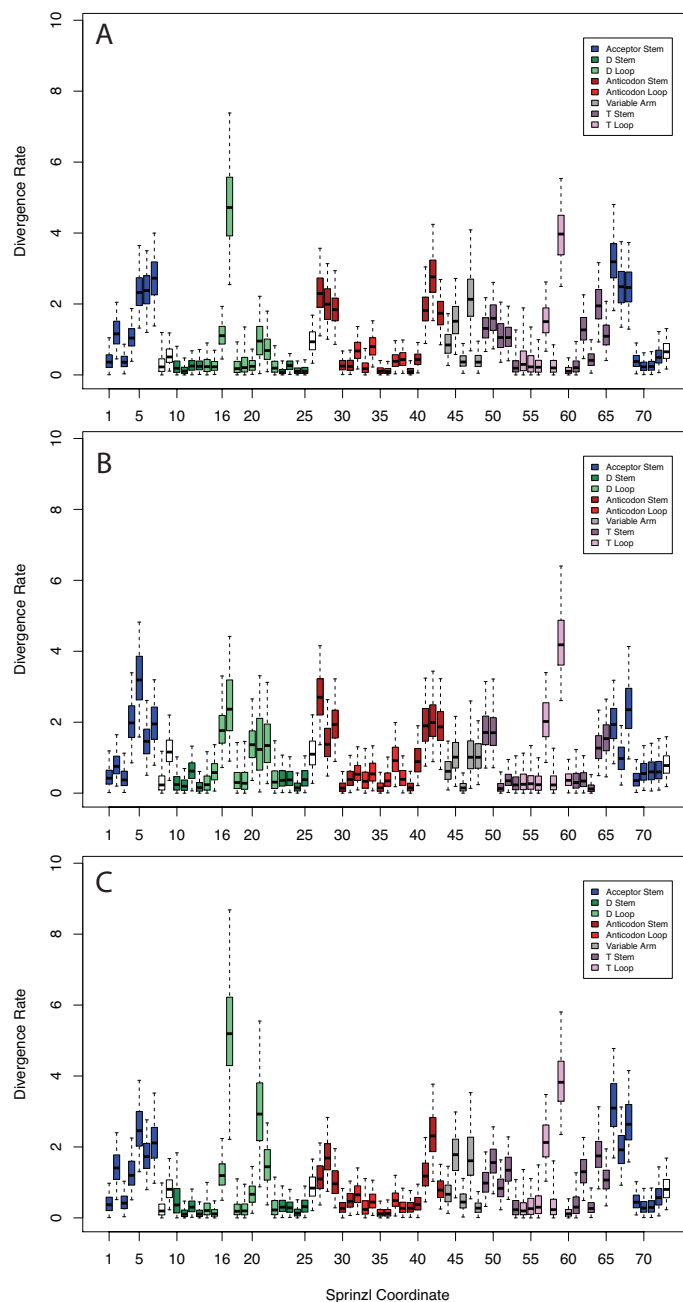 A
10
8
6
4
2
0
Divergence Rate
Acceptor Stem
D Stem
D Loop
Anticodon Stem
Anticodon Loop
Variable Arm
T Stem
T Loop
1 5 10 16 20 25 30 35 40 45 50 55 60 65 70
B
10
8
6
4
2
0
Divergence Rate
Acceptor Stem
D Stem
D Loop
Anticodon Stem
Anticodon Loop
Variable Arm
T Stem
T Loop
1 5 10 16 20 25 30 35 40 45 50 55 60 65 70
C
10
8
6
4
2
0
Divergence Rate
Acceptor Stem
D Stem
D Loop
Anticodon Stem
Anticodon Loop
Variable Arm
T Stem
T Loop
1 5 10 16 20 25 30 35 40 45 50 55 60 65 70
Sprinzl Coordinate